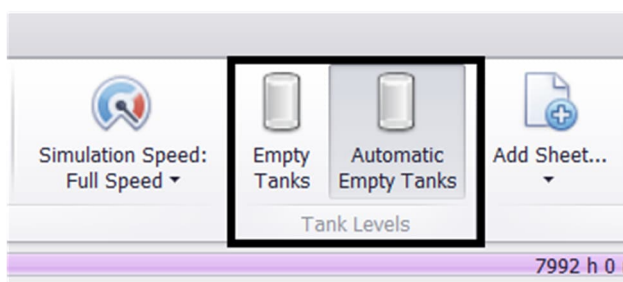 Simulation Speed:
Full Speed
Empty
Tanks
Automatic
Empty Tanks
Add Sheet...
Tank Levels
7992 h 0